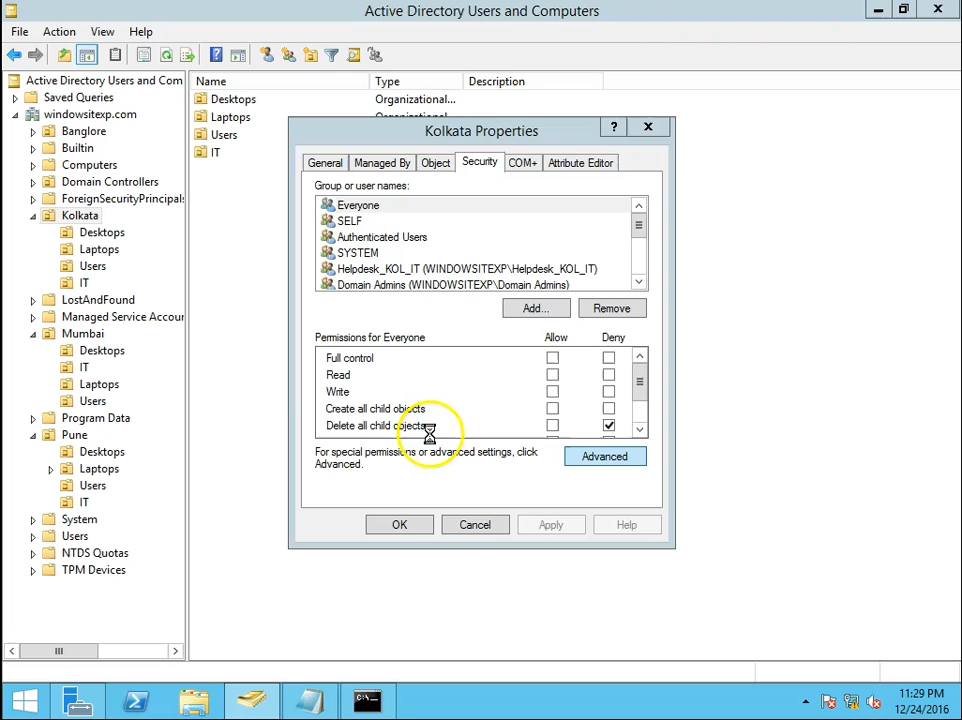 Active Directory Users and Computers
File Action View Help
Active Directory Users and Com
Saved Queries
windowsitexp.com
Banglore
Builtin
Computers
Domain Controllers
ForeignSecurityPrincipals
Kolkata
Desktops
Laptops
Users
IT
LostAndFound
Managed Service Accour
Mumbai
Desktops
IT
Laptops
Users
Program Data
Pune
Desktops
Laptops
Users
IT
System
Users
NTDS Quotas
TPM Devices
Name Type Description
Desktops Organizational...
Laptops Organizational...
Users
IT
Kolkata Properties
General Managed By Object Security COM+ Attribute Editor
Group or user names:
Everyone
SELF
Authenticated Users
SYSTEM
Helpdesk_KOL_IT (WINDOWSITEXP\Helpdesk_KOL_IT)
Domain Admins (WINDOWSITEXP\Domain Admins)
Add... Remove
Permissions for Everyone Allow Deny
Full control
Read
Write
Create all child objects
Delete all child objects
For special permissions or advanced settings, click
Advanced.
Advanced
OK Cancel Apply Help
11:29 PM
12/24/2016